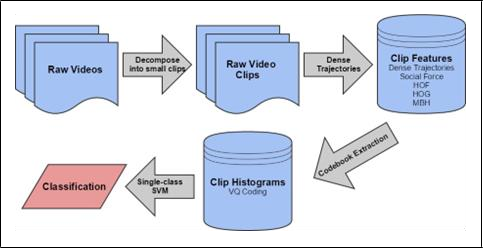 Raw Videos
Decompose
into small clips
Raw Video
Clips
Dense
Trajectories
Clip Features
Dense Trajectories
Social Force
HOF
HOG
MBH
Codebook Extraction
Clip Histograms
VQ Coding
Single-class
SVM
Classification